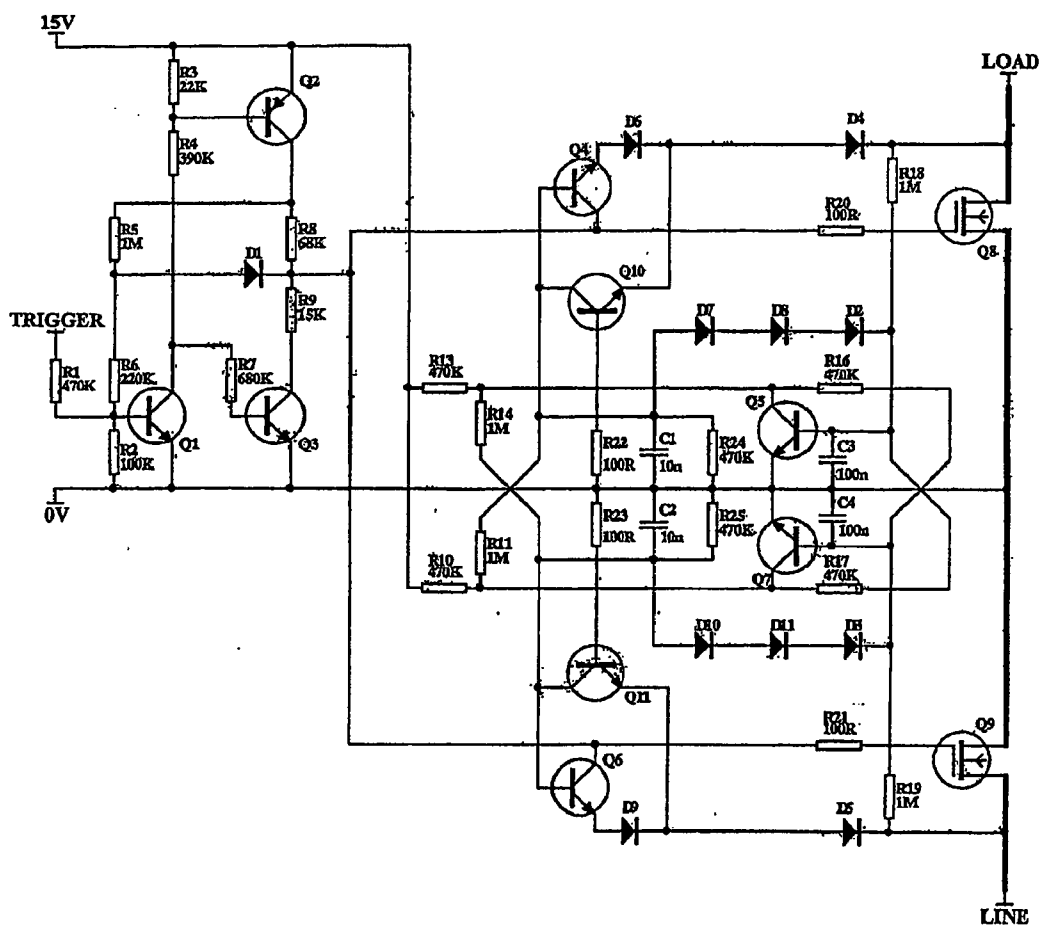 15V
LOAD
R3
22K
Q2
R4
390K
D6
D4
Q4
R18
1M
R20
100R
R5
1M
R8
68K
Q8
D1
Q10
R9
15K
D7
D8
D2
TRIGGER
R1
470K
R6
220K
R7
680K
R13
470K
R16
470K
Q5
R14
1M
Q1
Q3
R2
100K
R22
100R
C1
10n
R24
470K
C3
100n
0V
R23
100R
C2
10n
R25
470K
C4
100n
R11
1M
R10
470K
Q7
R17
470K
D10
D11
D3
Q11
R21
100R
Q9
Q6
R19
1M
D9
D5
LINE